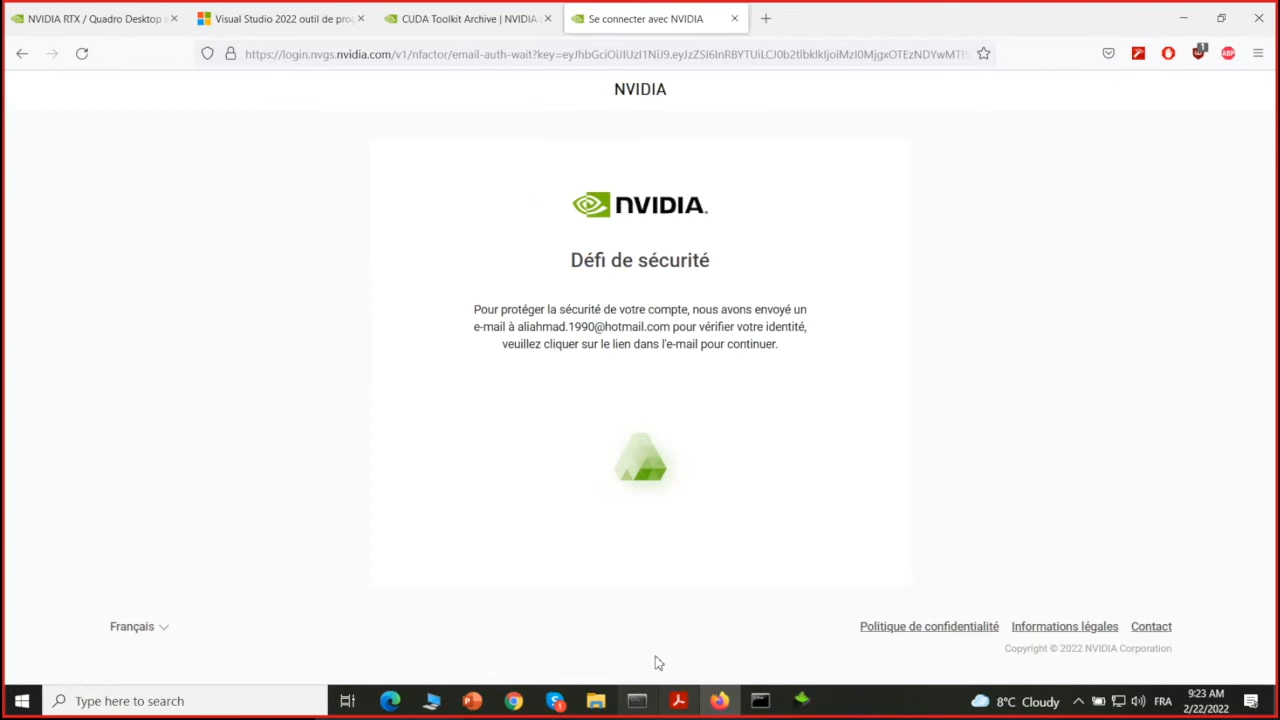 NVIDIA RTX / Quadro Desktop a
Visual Studio 2022 outil de pro
CUDA Toolkit Archive | NVIDIA
Se connecter avec NVIDIA
https://login.nvgs.nvidia.com/v1/nfactor/email-auth-wait?key=
1
ABP
NVIDIA
NVIDIA.
Défi de sécurité
Pour protéger la sécurité de votre compte, nous avons envoyé un
e-mail à aliahmad.1990@hotmail.com pour vérifier votre identité,
veuillez cliquer sur le lien dans l'e-mail pour continuer.
Français
Politique de confidentialité Informations légales Contact
Copyright © 2022 NVIDIA Corporation
Type here to search
8°C Cloudy
FRA
9:23 AM
2/22/2022